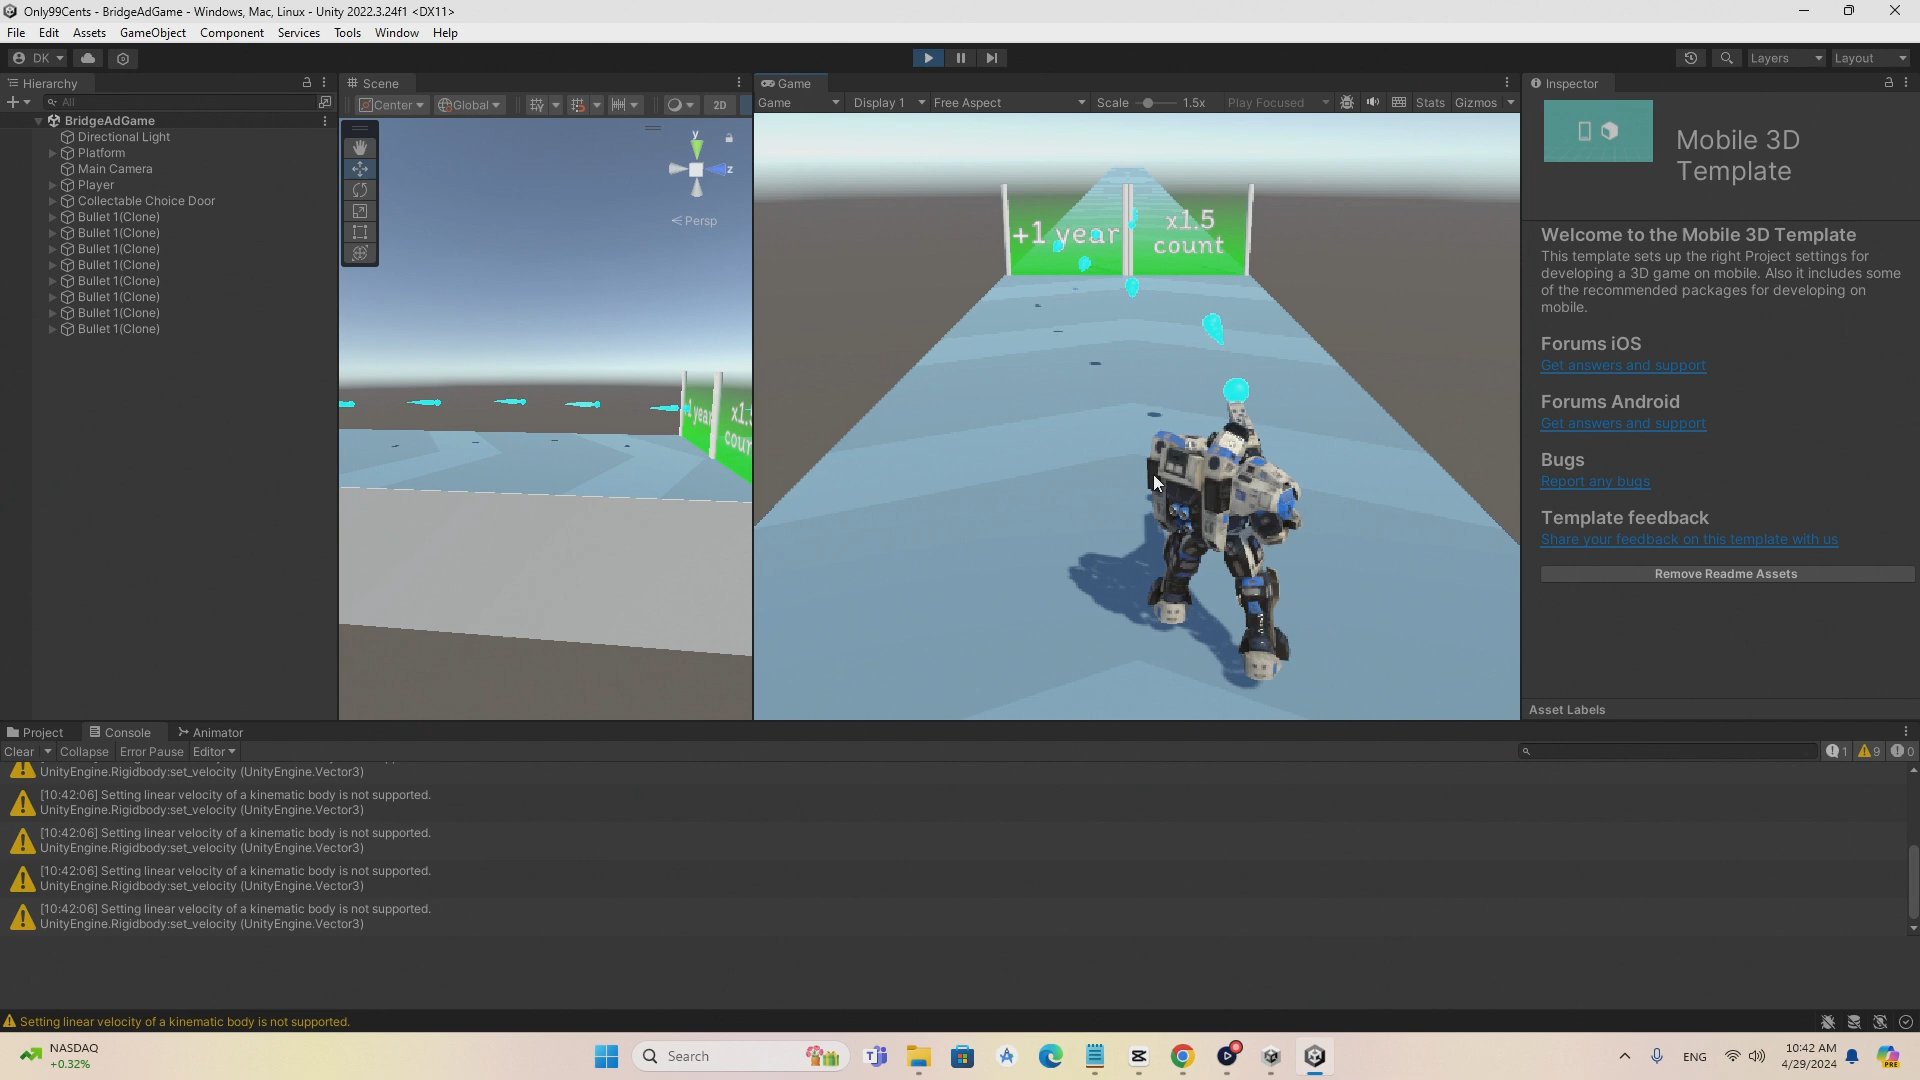 Only99Cents - BridgeAdGame - Windows, Mac, Linux - Unity 2022.3.24f1 <DX11>
File Edit Assets GameObject Component Services Tools Window Help
DK
Layers
Layout
Hierarchy
All
BridgeAdGame
Directional Light
Platform
Main Camera
Player
Collectable Choice Door
Bullet 1(Clone)
Bullet 1(Clone)
Bullet 1(Clone)
Bullet 1(Clone)
Bullet 1(Clone)
Bullet 1(Clone)
Bullet 1(Clone)
Bullet 1(Clone)
Scene
Center Global 2D
y
z
Persp
Game
Game Display 1 Free Aspect Scale 1.5x Play Focused Stats Gizmos
+1 year
x1.5
count
Inspector
Mobile 3D
Template
Welcome to the Mobile 3D Template
This template sets up the right Project settings for
developing a 3D game on mobile. Also it includes some
of the recommended packages for developing on
mobile.
Forums iOS
Get answers and support
Forums Android
Get answers and support
Bugs
Report any bugs
Template feedback
Share your feedback on this template with us
Remove Readme Assets
Asset Labels
Project Console Animator
Clear Collapse Error Pause Editor
1 9 0
UnityEngine.Rigidbody:set_velocity (UnityEngine.Vector3)
[10:42:06] Setting linear velocity of a kinematic body is not supported.
UnityEngine.Rigidbody:set_velocity (UnityEngine.Vector3)
[10:42:06] Setting linear velocity of a kinematic body is not supported.
UnityEngine.Rigidbody:set_velocity (UnityEngine.Vector3)
[10:42:06] Setting linear velocity of a kinematic body is not supported.
UnityEngine.Rigidbody:set_velocity (UnityEngine.Vector3)
[10:42:06] Setting linear velocity of a kinematic body is not supported.
UnityEngine.Rigidbody:set_velocity (UnityEngine.Vector3)
Setting linear velocity of a kinematic body is not supported.
NASDAQ
+0.32%
Search
ENG
10:42 AM
4/29/2024
PRE